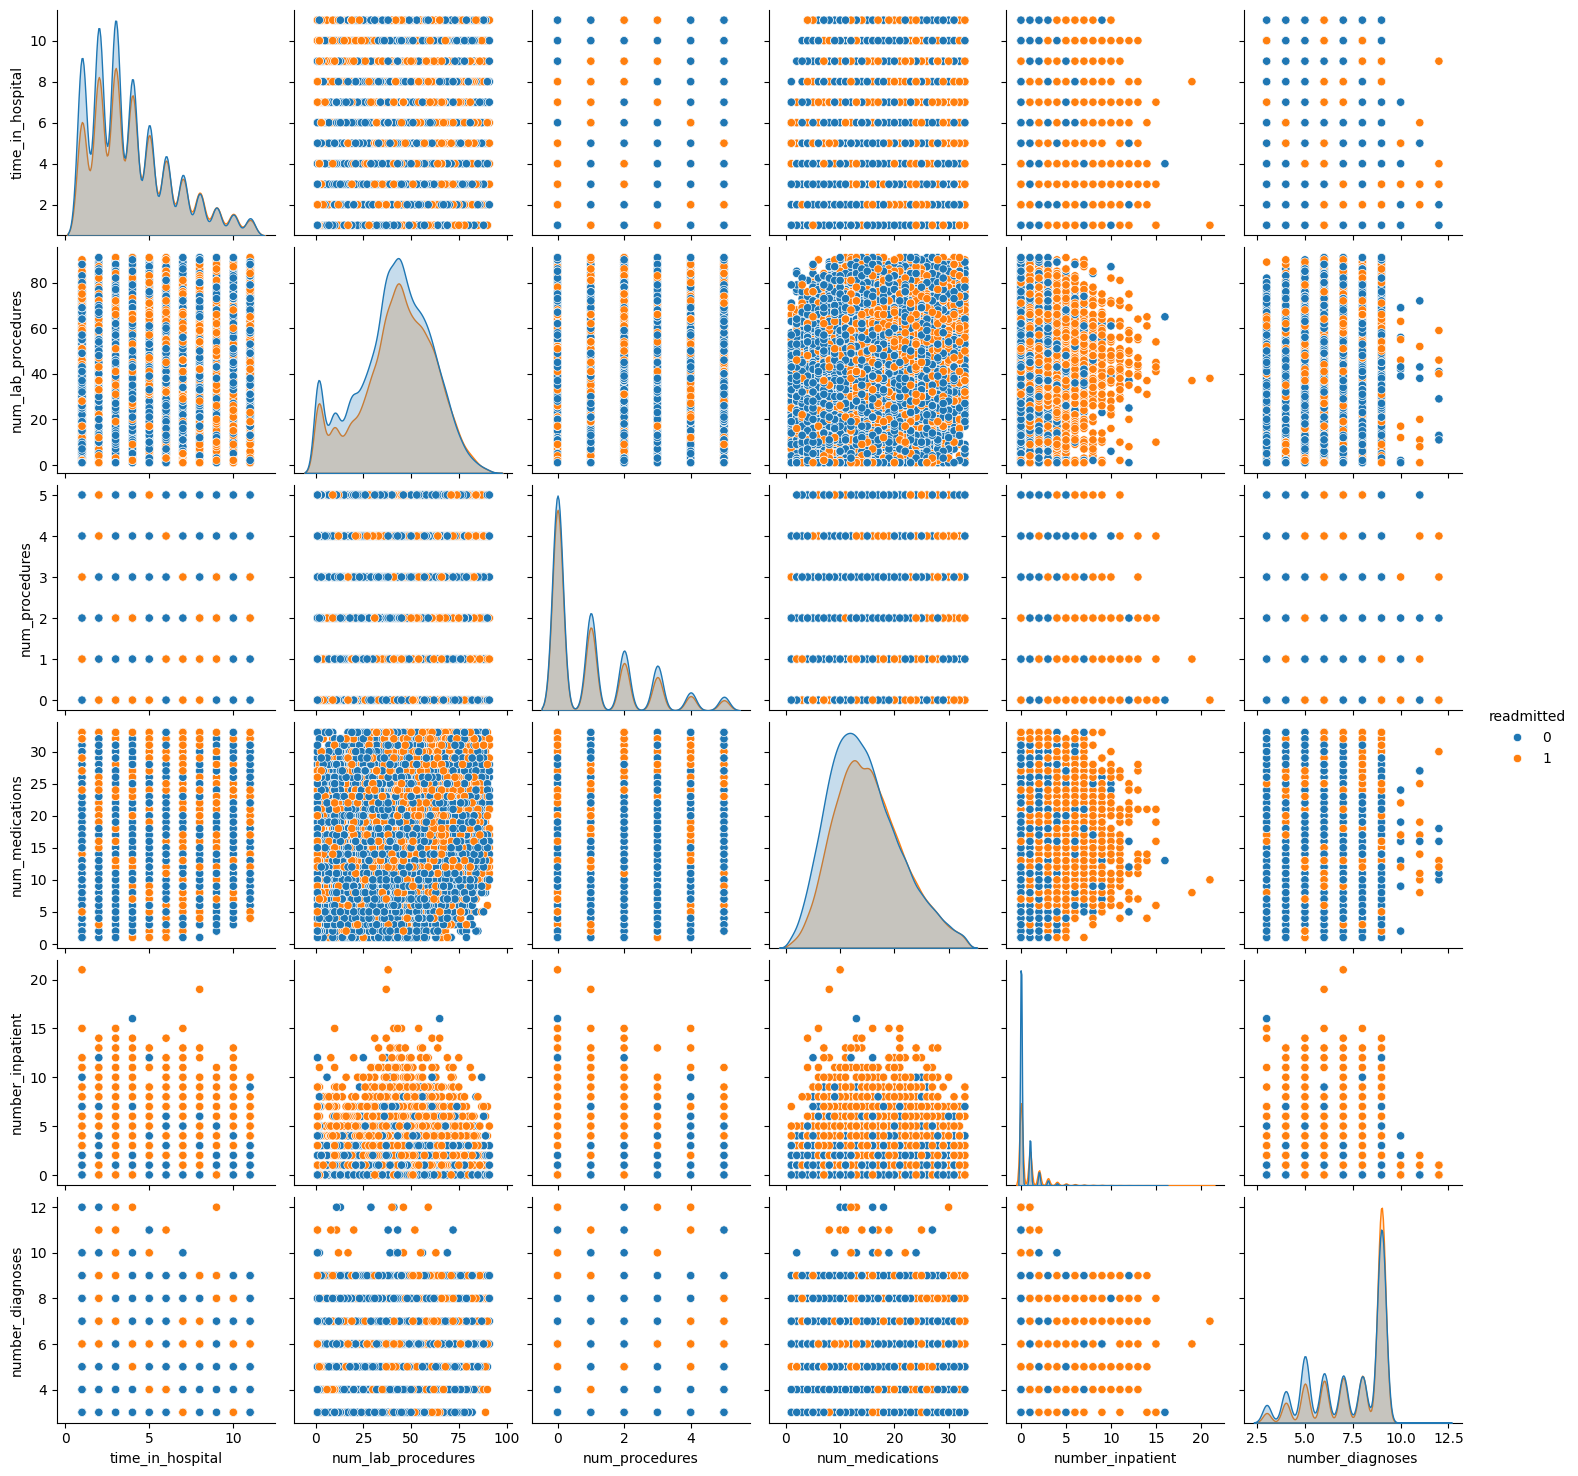 10
8
6
4
2
time_in_hospital
80
60
40
20
0
num_lab_procedures
5
4
3
2
1
0
num_procedures
readmitted
0
1
30
25
20
15
10
5
0
num_medications
20
15
10
5
0
number_inpatient
12
10
8
6
4
number_diagnoses
0 5 10
0 25 50 75 100
0 2 4
0 10 20 30
0 5 10 15 20
2.5 5.0 7.5 10.0 12.5
time_in_hospital num_lab_procedures num_procedures num_medications number_inpatient number_diagnoses